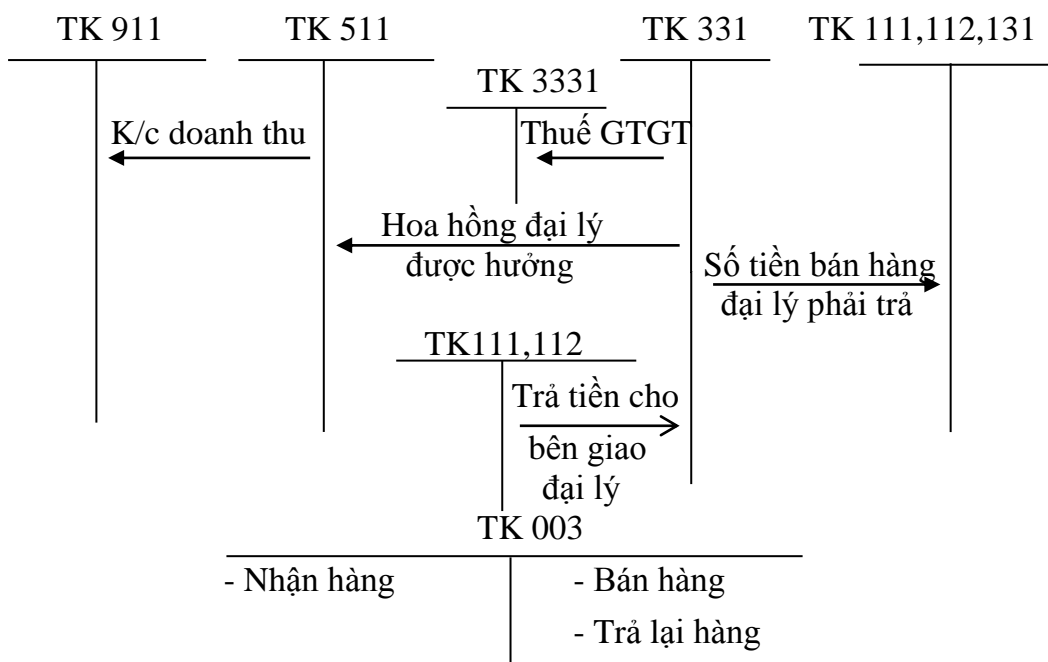 TK 911
TK 511
TK 331
TK 111,112,131
TK 3331
K/c doanh thu
Thuế GTGT
Hoa hồng đại lý
được hưởng
Số tiền bán hàng
đại lý phải trả
TK111,112
Trả tiền cho
bên giao
đại lý
TK 003
- Nhận hàng
- Bán hàng
- Trả lại hàng